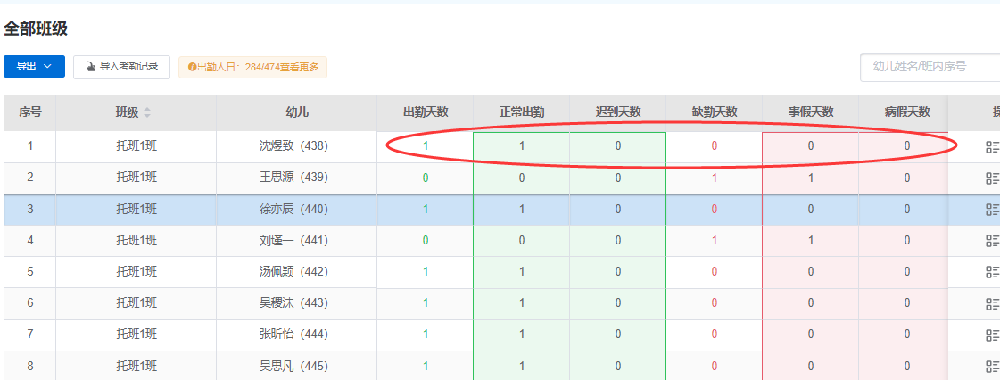 全部班级
导出 导入考勤记录 出勤人日：284/474查看更多 幼儿姓名/班内序号
序号 班级 幼儿 出勤天数 正常出勤 迟到天数 缺勤天数 事假天数 病假天数
1 托班1班 沈煜致（438） 1 1 0 0 0 0
2 托班1班 王思源（439） 0 0 0 1 1 0
3 托班1班 徐亦辰（440） 1 1 0 0 0 0
4 托班1班 刘瑾一（441） 0 0 0 1 1 0
5 托班1班 汤佩颖（442） 1 1 0 0 0 0
6 托班1班 吴稷沫（443） 1 1 0 0 0 0
7 托班1班 张昕怡（444） 1 1 0 0 0 0
8 托班1班 吴思凡（445） 1 1 0 0 0 0